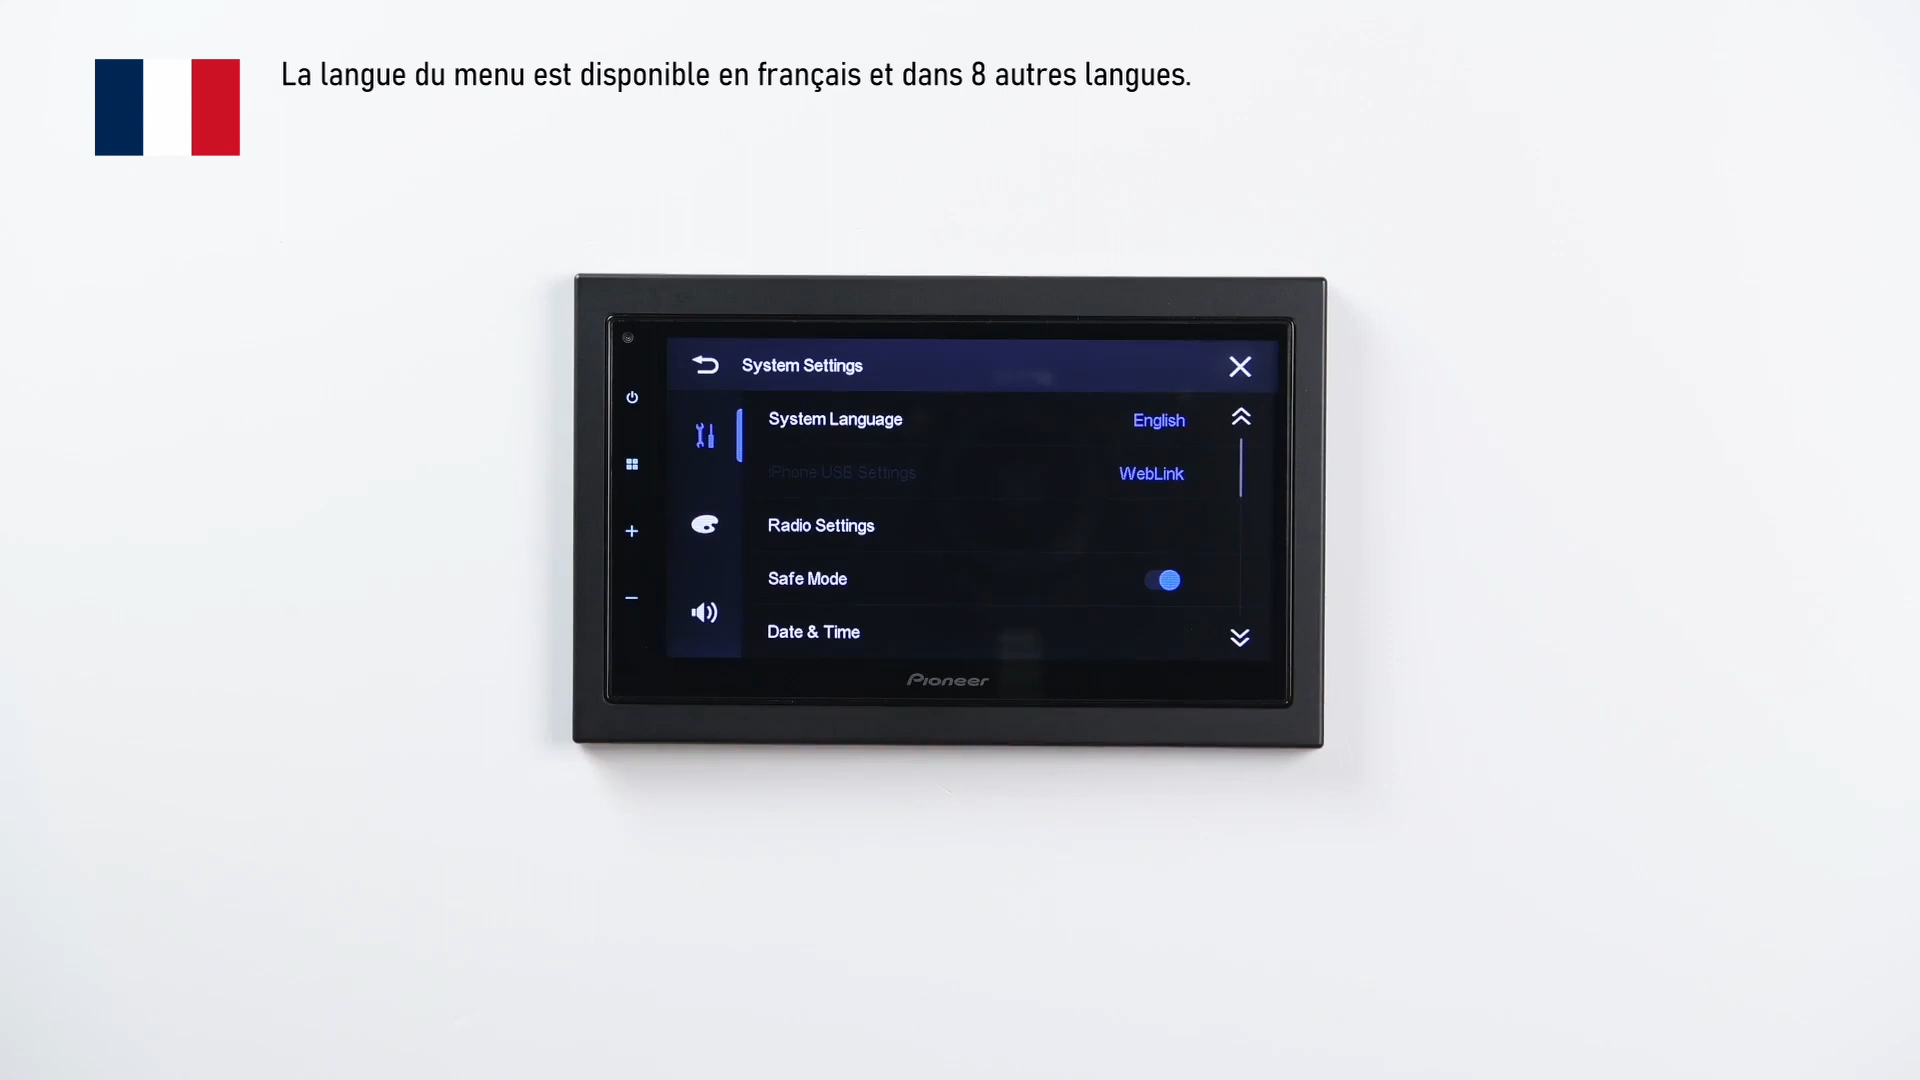 La langue du menu est disponible en français et dans 8 autres langues.
System Settings
System Language English
iPhone USB Settings WebLink
Radio Settings
Safe Mode
Date & Time
Pioneer